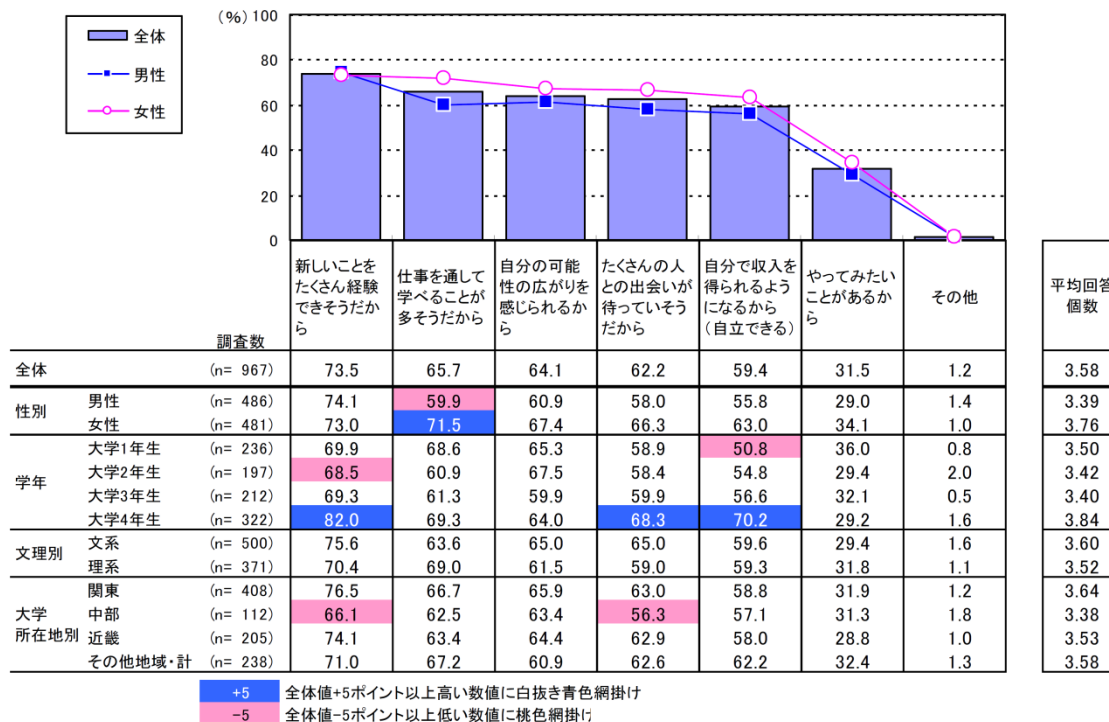 (%)
100
80
60
40
20
0
全体
男性
女性
新しいことを
たくさん経験
できそうだか
ら
仕事を通して
学べることが
多そうだから
自分の可能
性の広がりを
感じられるか
ら
たくさんの人
との出会いが
待っていそう
だから
自分で収入を
得られるよう
になるから
(自立できる)
やってみたい
ことがあるか
ら
その他
平均回答
個数
調査数
全体 (n= 967) 73.5 65.7 64.1 62.2 59.4 31.5 1.2 3.58
性別
男性 (n= 486) 74.1 59.9 60.9 58.0 55.8 29.0 1.4 3.39
女性 (n= 481) 73.0 71.5 67.4 66.3 63.0 34.1 1.0 3.76
学年
大学1年生 (n= 236) 69.9 68.6 65.3 58.9 50.8 36.0 0.8 3.50
大学2年生 (n= 197) 68.5 60.9 67.5 58.4 54.8 29.4 2.0 3.42
大学3年生 (n= 212) 69.3 61.3 59.9 59.9 56.6 32.1 0.5 3.40
大学4年生 (n= 322) 82.0 69.3 64.0 68.3 70.2 29.2 1.6 3.84
文理別
文系 (n= 500) 75.6 63.6 65.0 65.0 59.6 29.4 1.6 3.60
理系 (n= 371) 70.4 69.0 61.5 59.0 59.3 31.8 1.1 3.52
大学
所在地別
関東 (n= 408) 76.5 66.7 65.9 63.0 58.8 31.9 1.2 3.64
中部 (n= 112) 66.1 62.5 63.4 56.3 57.1 31.3 1.8 3.38
近畿 (n= 205) 74.1 63.4 64.4 62.9 58.0 28.8 1.0 3.53
その他地域・計 (n= 238) 71.0 67.2 60.9 62.6 62.2 32.4 1.3 3.58
+5 全体値+5ポイント以上高い数値に白抜き青色網掛け
-5 全体値-5ポイント以上低い数値に桃色網掛け